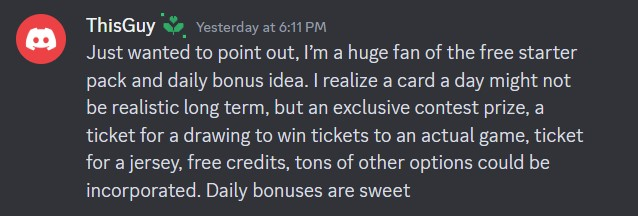 ThisGuy Yesterday at 6:11 PM
Just wanted to point out, I'm a huge fan of the free starter
pack and daily bonus idea. I realize a card a day might not
be realistic long term, but an exclusive contest prize, a
ticket for a drawing to win tickets to an actual game, ticket
for a jersey, free credits, tons of other options could be
incorporated. Daily bonuses are sweet